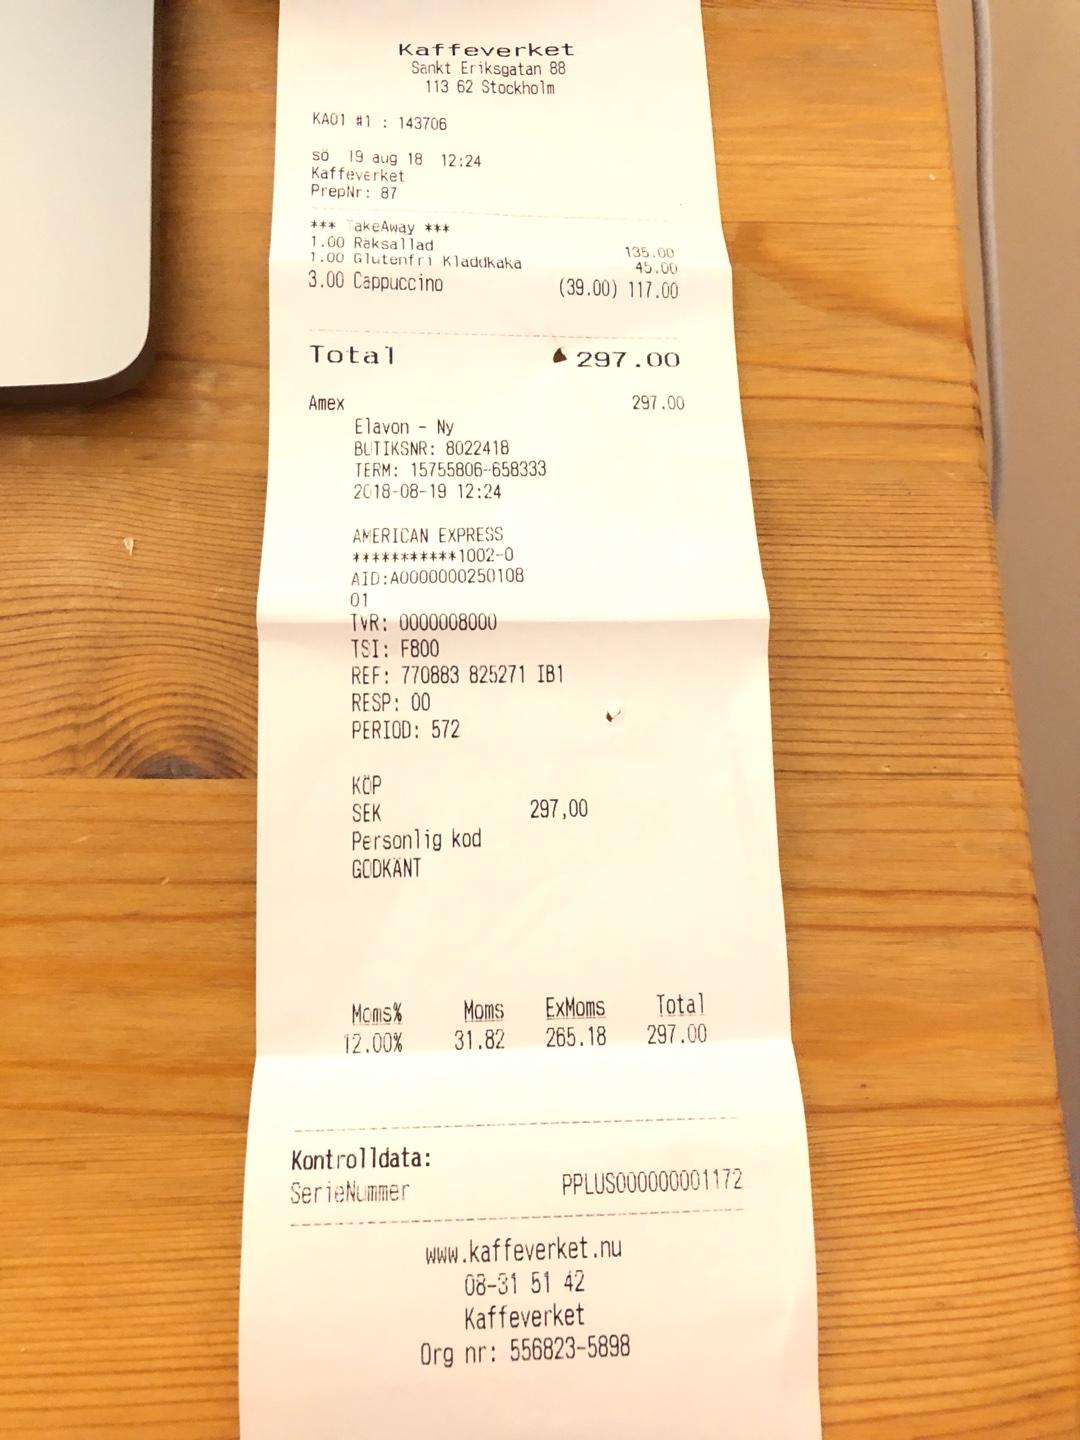 Kaffeverket
Sankt Eriksgatan 88
113 62 Stockholm
KA01 #1 : 143706
sö 19 aug 18 12:24
Kaffeverket
PrepNr: 87
*** TakeAway ***
1.00 Räksallad 135.00
1.00 Glutenfri Kladdkaka 45.00
3.00 Cappuccino (39.00) 117.00
Total 297.00
Amex 297.00
Elavon - Ny
BUTIKSNR: 8022418
TERM: 15755806-658333
2018-08-19 12:24
AMERICAN EXPRESS
***********1002-0
AID:A0000000250108
01
TVR: 0000008000
TSI: F800
REF: 770883 825271 IB1
RESP: 00
PERIOD: 572
KÖP
SEK 297,00
Personlig kod
GODKÄNT
Moms% Moms ExMoms Total
12.00% 31.82 265.18 297.00
Kontrolldata:
SerieNummer PPLUS000000001172
www.kaffeverket.nu
08-31 51 42
Kaffeverket
Org nr: 556823-5898